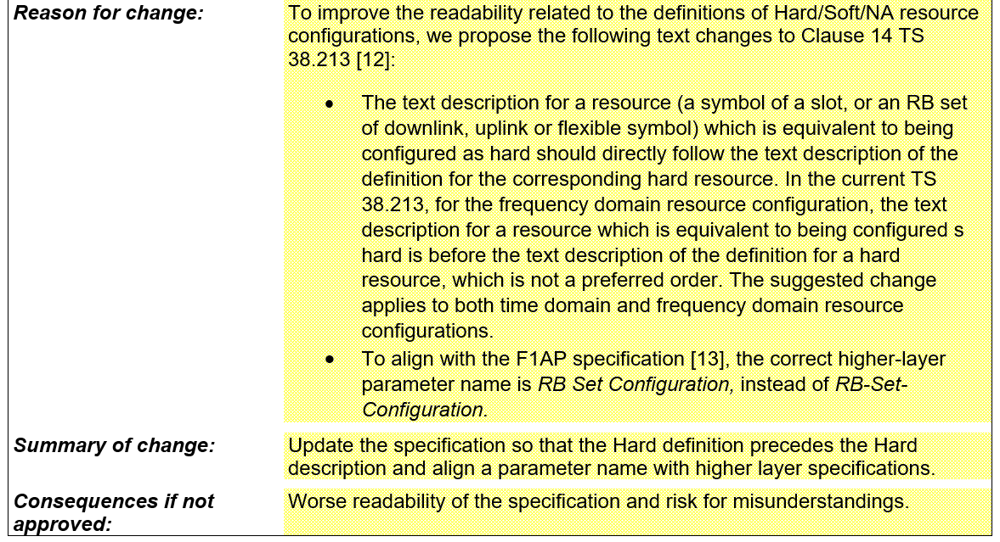 Reason for change:
To improve the readability related to the definitions of Hard/Soft/NA resource
configurations, we propose the following text changes to Clause 14 TS
38.213 [12]:
• The text description for a resource (a symbol of a slot, or an RB set
of downlink, uplink or flexible symbol) which is equivalent to being
configured as hard should directly follow the text description of the
definition for the corresponding hard resource. In the current TS
38.213, for the frequency domain resource configuration, the text
description for a resource which is equivalent to being configured s
hard is before the text description of the definition for a hard
resource, which is not a preferred order. The suggested change
applies to both time domain and frequency domain resource
configurations.
• To align with the F1AP specification [13], the correct higher-layer
parameter name is RB Set Configuration, instead of RB-Set-
Configuration.
Summary of change:
Update the specification so that the Hard definition precedes the Hard
description and align a parameter name with higher layer specifications.
Consequences if not
approved:
Worse readability of the specification and risk for misunderstandings.